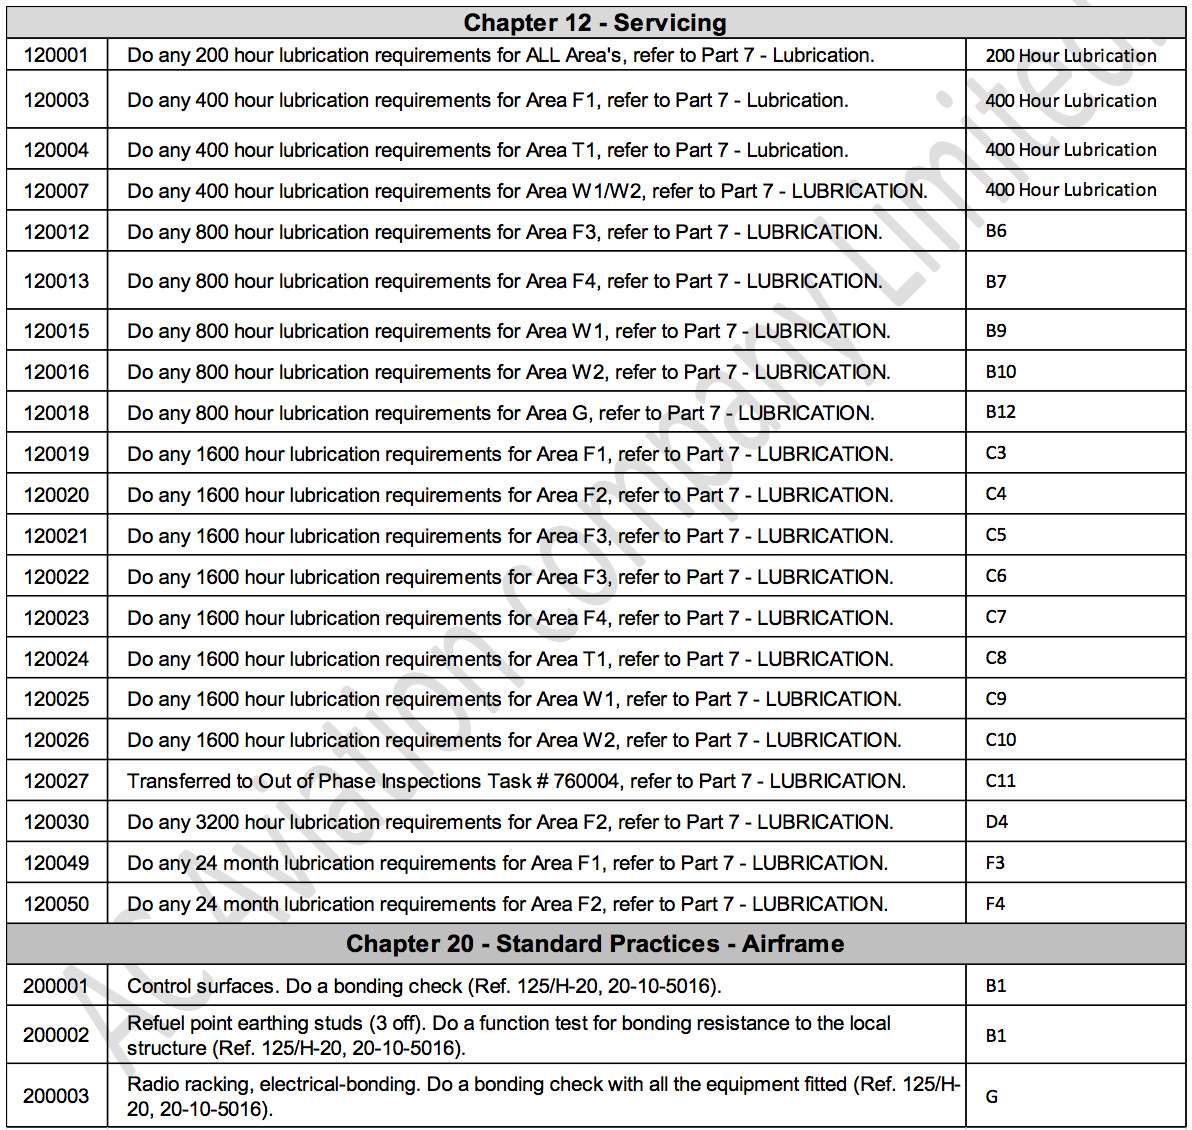 Chapter 12 - Servicing
120001 Do any 200 hour lubrication requirements for ALL Area's, refer to Part 7 - Lubrication. 200 Hour Lubrication
120003 Do any 400 hour lubrication requirements for Area F1, refer to Part 7 - Lubrication. 400 Hour Lubrication
120004 Do any 400 hour lubrication requirements for Area T1, refer to Part 7 - Lubrication. 400 Hour Lubrication
120007 Do any 400 hour lubrication requirements for Area W1/W2, refer to Part 7 - LUBRICATION. 400 Hour Lubrication
120012 Do any 800 hour lubrication requirements for Area F3, refer to Part 7 - LUBRICATION. B6
120013 Do any 800 hour lubrication requirements for Area F4, refer to Part 7 - LUBRICATION. B7
120015 Do any 800 hour lubrication requirements for Area W1, refer to Part 7 - LUBRICATION. B9
120016 Do any 800 hour lubrication requirements for Area W2, refer to Part 7 - LUBRICATION. B10
120018 Do any 800 hour lubrication requirements for Area G, refer to Part 7 - LUBRICATION. B12
120019 Do any 1600 hour lubrication requirements for Area F1, refer to Part 7 - LUBRICATION. C3
120020 Do any 1600 hour lubrication requirements for Area F2, refer to Part 7 - LUBRICATION. C4
120021 Do any 1600 hour lubrication requirements for Area F3, refer to Part 7 - LUBRICATION. C5
120022 Do any 1600 hour lubrication requirements for Area F3, refer to Part 7 - LUBRICATION. C6
120023 Do any 1600 hour lubrication requirements for Area F4, refer to Part 7 - LUBRICATION. C7
120024 Do any 1600 hour lubrication requirements for Area T1, refer to Part 7 - LUBRICATION. C8
120025 Do any 1600 hour lubrication requirements for Area W1, refer to Part 7 - LUBRICATION. C9
120026 Do any 1600 hour lubrication requirements for Area W2, refer to Part 7 - LUBRICATION. C10
120027 Transferred to Out of Phase Inspections Task # 760004, refer to Part 7 - LUBRICATION. C11
120030 Do any 3200 hour lubrication requirements for Area F2, refer to Part 7 - LUBRICATION. D4
120049 Do any 24 month lubrication requirements for Area F1, refer to Part 7 - LUBRICATION. F3
120050 Do any 24 month lubrication requirements for Area F2, refer to Part 7 - LUBRICATION. F4
Chapter 20 - Standard Practices - Airframe
200001 Control surfaces. Do a bonding check (Ref. 125/H-20, 20-10-5016). B1
200002 Refuel point earthing studs (3 off). Do a function test for bonding resistance to the local
structure (Ref. 125/H-20, 20-10-5016). B1
200003 Radio racking, electrical-bonding. Do a bonding check with all the equipment fitted (Ref. 125/H-
20, 20-10-5016). G
AC Aviation company Limited